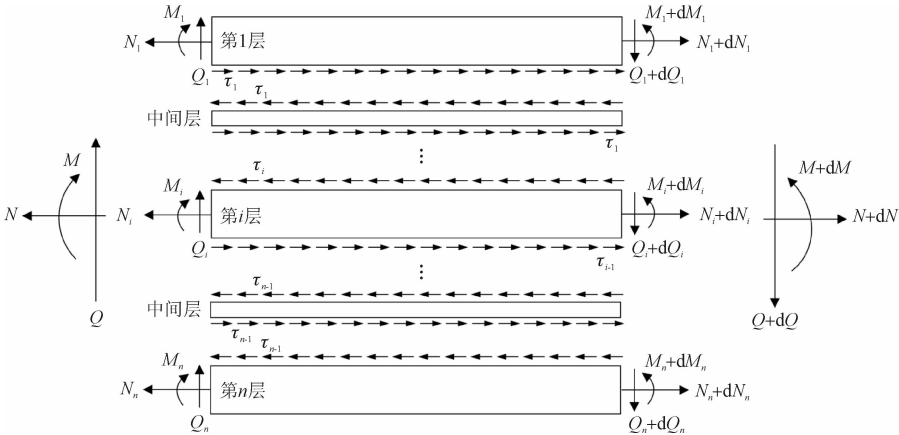 M₁ M₁+dM₁
N₁ 第1层 N₁+dN₁
Q₁ τ₁ Q₁+dQ₁
τ₁
中间层
τ₁
⋮
M τᵢ M+dM
Mᵢ Mᵢ+dMᵢ
N Nᵢ 第i层 Nᵢ+dNᵢ N+dN
Qᵢ Qᵢ+dQᵢ
τᵢ₋₁
⋮
τₙ₋₁
中间层
Q Q+dQ
τₙ₋₁ τₙ₋₁
Mₙ Mₙ+dMₙ
Nₙ 第n层 Nₙ+dNₙ
Qₙ Qₙ+dQₙ